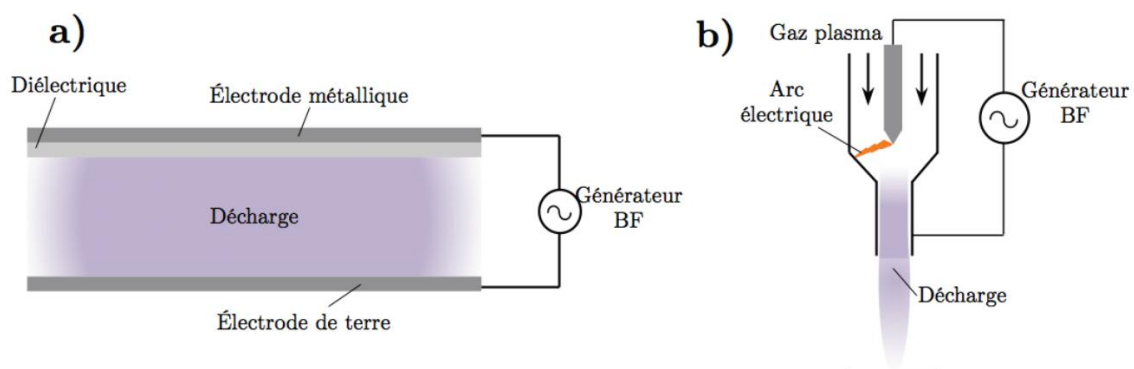 a)
Diélectrique
Électrode métallique
Décharge
Générateur
BF
Électrode de terre
b)
Gaz plasma
Arc
électrique
Générateur
BF
Décharge